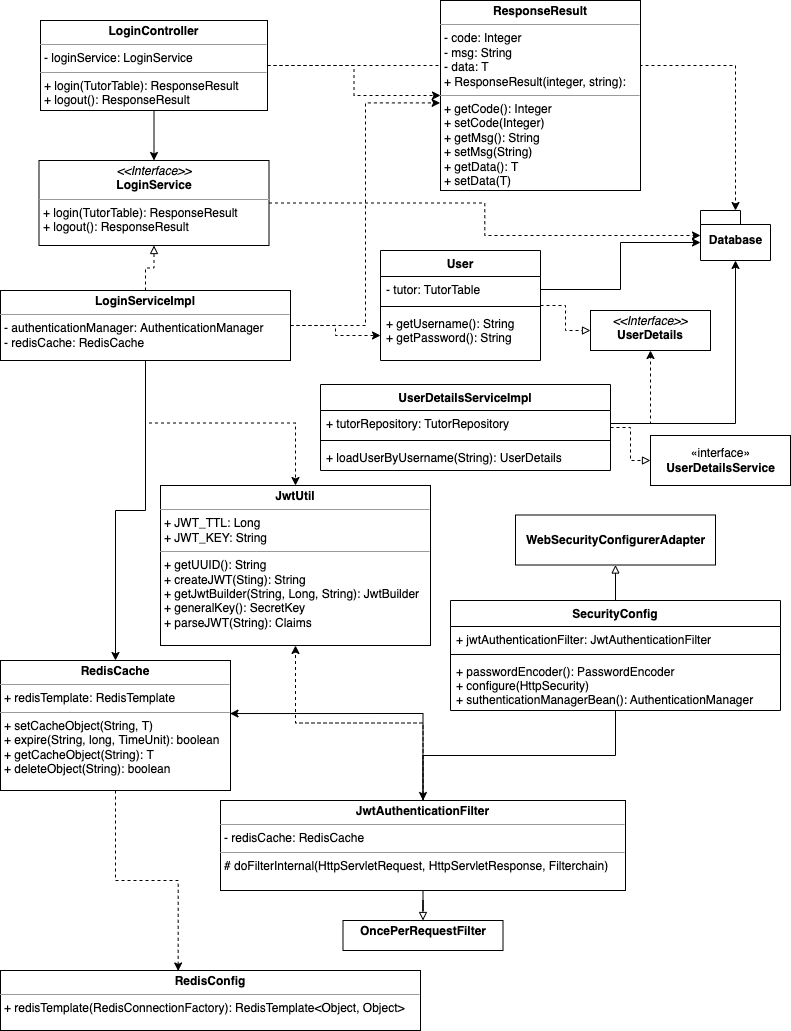 LoginController
- loginService: LoginService
+ login(TutorTable): ResponseResult
+ logout(): ResponseResult
ResponseResult
- code: Integer
- msg: String
- data: T
+ ResponseResult(integer, string):
+ getCode(): Integer
+ setCode(Integer)
+ getMsg(): String
+ setMsg(String)
+ getData(): T
+ setData(T)
<<Interface>>
LoginService
+ login(TutorTable): ResponseResult
+ logout(): ResponseResult
Database
User
- tutor: TutorTable
+ getUsername(): String
+ getPassword(): String
LoginServiceImpl
- authenticationManager: AuthenticationManager
- redisCache: RedisCache
<<Interface>>
UserDetails
UserDetailsServiceImpl
+ tutorRepository: TutorRepository
+ loadUserByUsername(String): UserDetails
«interface»
UserDetailsService
JwtUtil
+ JWT_TTL: Long
+ JWT_KEY: String
+ getUUID(): String
+ createJWT(Sting): String
+ getJwtBuilder(String, Long, String): JwtBuilder
+ generalKey(): SecretKey
+ parseJWT(String): Claims
WebSecurityConfigurerAdapter
SecurityConfig
+ jwtAuthenticationFilter: JwtAuthenticationFilter
+ passwordEncoder(): PasswordEncoder
+ configure(HttpSecurity)
+ suthenticationManagerBean(): AuthenticationManager
RedisCache
+ redisTemplate: RedisTemplate
+ setCacheObject(String, T)
+ expire(String, long, TimeUnit): boolean
+ getCacheObject(String): T
+ deleteObject(String): boolean
JwtAuthenticationFilter
- redisCache: RedisCache
# doFilterInternal(HttpServletRequest, HttpServletResponse, Filterchain)
OncePerRequestFilter
RedisConfig
+ redisTemplate(RedisConnectionFactory): RedisTemplate<Object, Object>